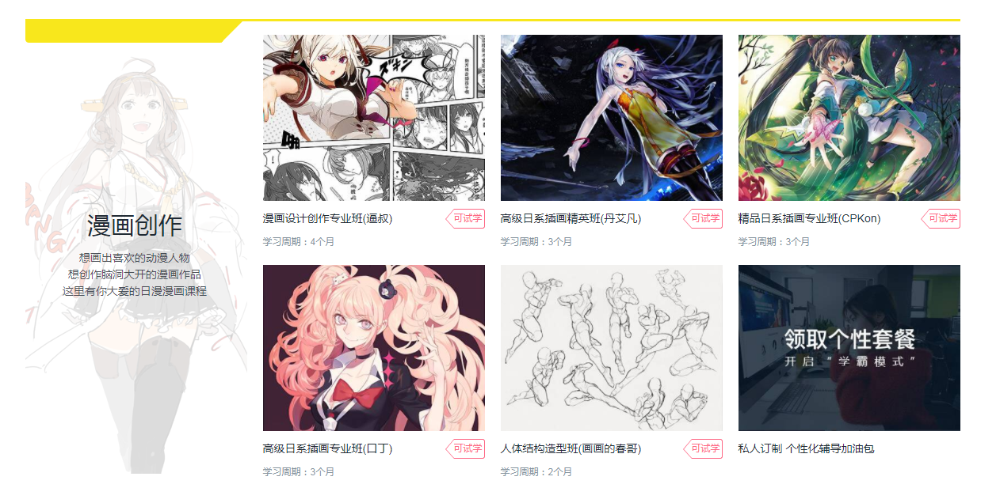 漫画创作
想画出喜欢的动漫人物
想创作脑洞大开的漫画作品
这里有你大爱的日漫漫画课程
漫画设计创作专业班(逼叔)
可试学
学习周期：4个月
高级日系插画精英班(丹艾凡)
可试学
学习周期：3个月
精品日系插画专业班(CPKon)
可试学
学习周期：3个月
高级日系插画专业班(口丁)
可试学
学习周期：3个月
人体结构造型班(画画的春哥)
可试学
学习周期：2个月
领取个性套餐
开启“学霸模式”
私人订制 个性化辅导加油包
BANG